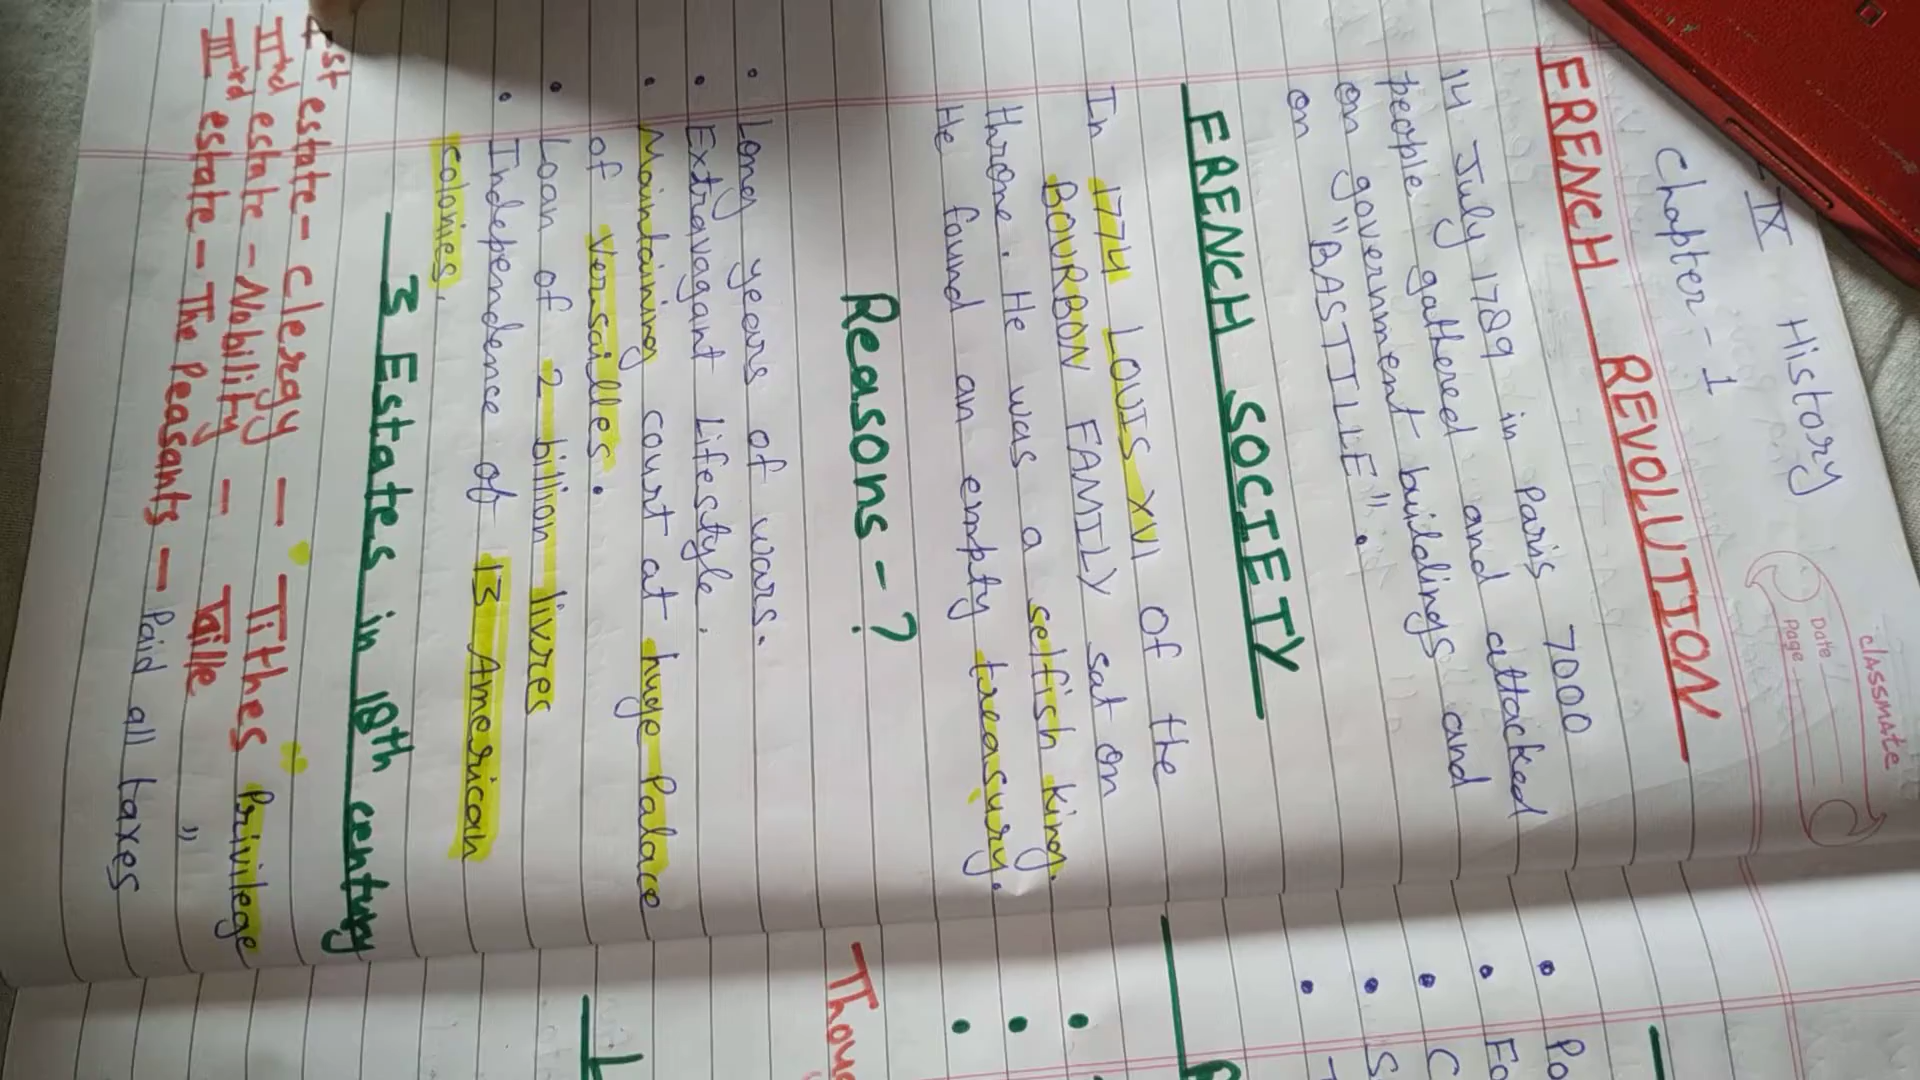 - IX History
Chapter - 1
classmate
Date
Page
FRENCH REVOLUTION
14 July 1789 in Paris 7000
people gathered and attacked
on government buildings and
on "BASTILLE".
FRENCH SOCIETY
In 1774 LOUIS XVI of the
BOURBON FAMILY sat on
throne. He was a selfish king.
He found an empty treasury.
Reasons - ?
• Long years of wars.
• Extravagant Lifestyle.
• Maintaining court at huge Palace
of Versailles.
• Loan of 2 billion livres
• Independence of 13 American
colonies.
3 Estates in 18th century
Ist estate - Clergy - Tithes Privilege
IInd estate - Nobility - Taille "
IIIrd estate - The Peasants - Paid all taxes
• Po
• Fo
• C
• S
Thou